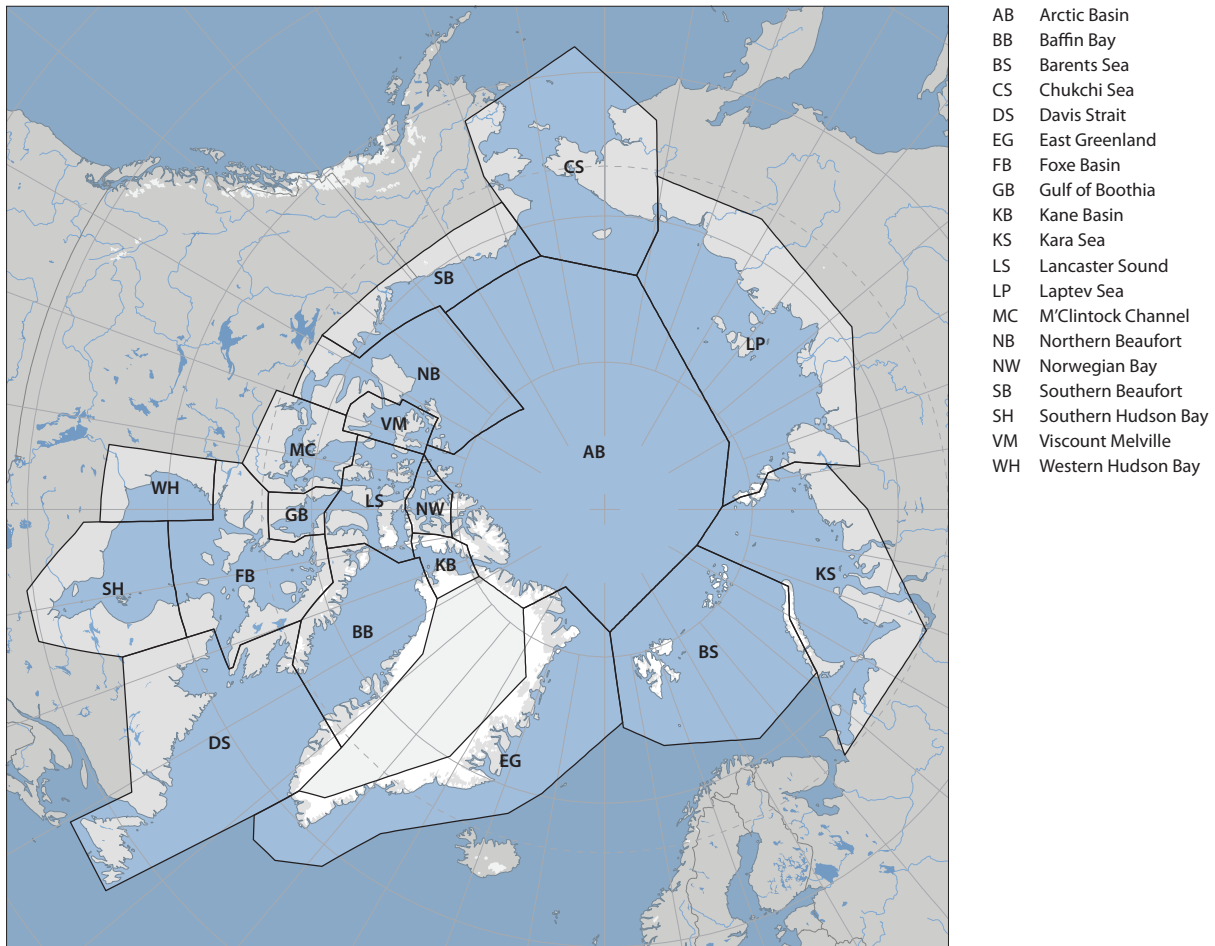 CS
SB
LP
NB
VM
AB
MČ
WH
LS
GB
NW
KB
FB
KS
SH
BB
BS
DS
EG
AB Arctic Basin
BB Baffin Bay
BS Barents Sea
CS Chukchi Sea
DS Davis Strait
EG East Greenland
FB Foxe Basin
GB Gulf of Boothia
KB Kane Basin
KS Kara Sea
LS Lancaster Sound
LP Laptev Sea
MC M’Clintock Channel
NB Northern Beaufort
NW Norwegian Bay
SB Southern Beaufort
SH Southern Hudson Bay
VM Viscount Melville
WH Western Hudson Bay